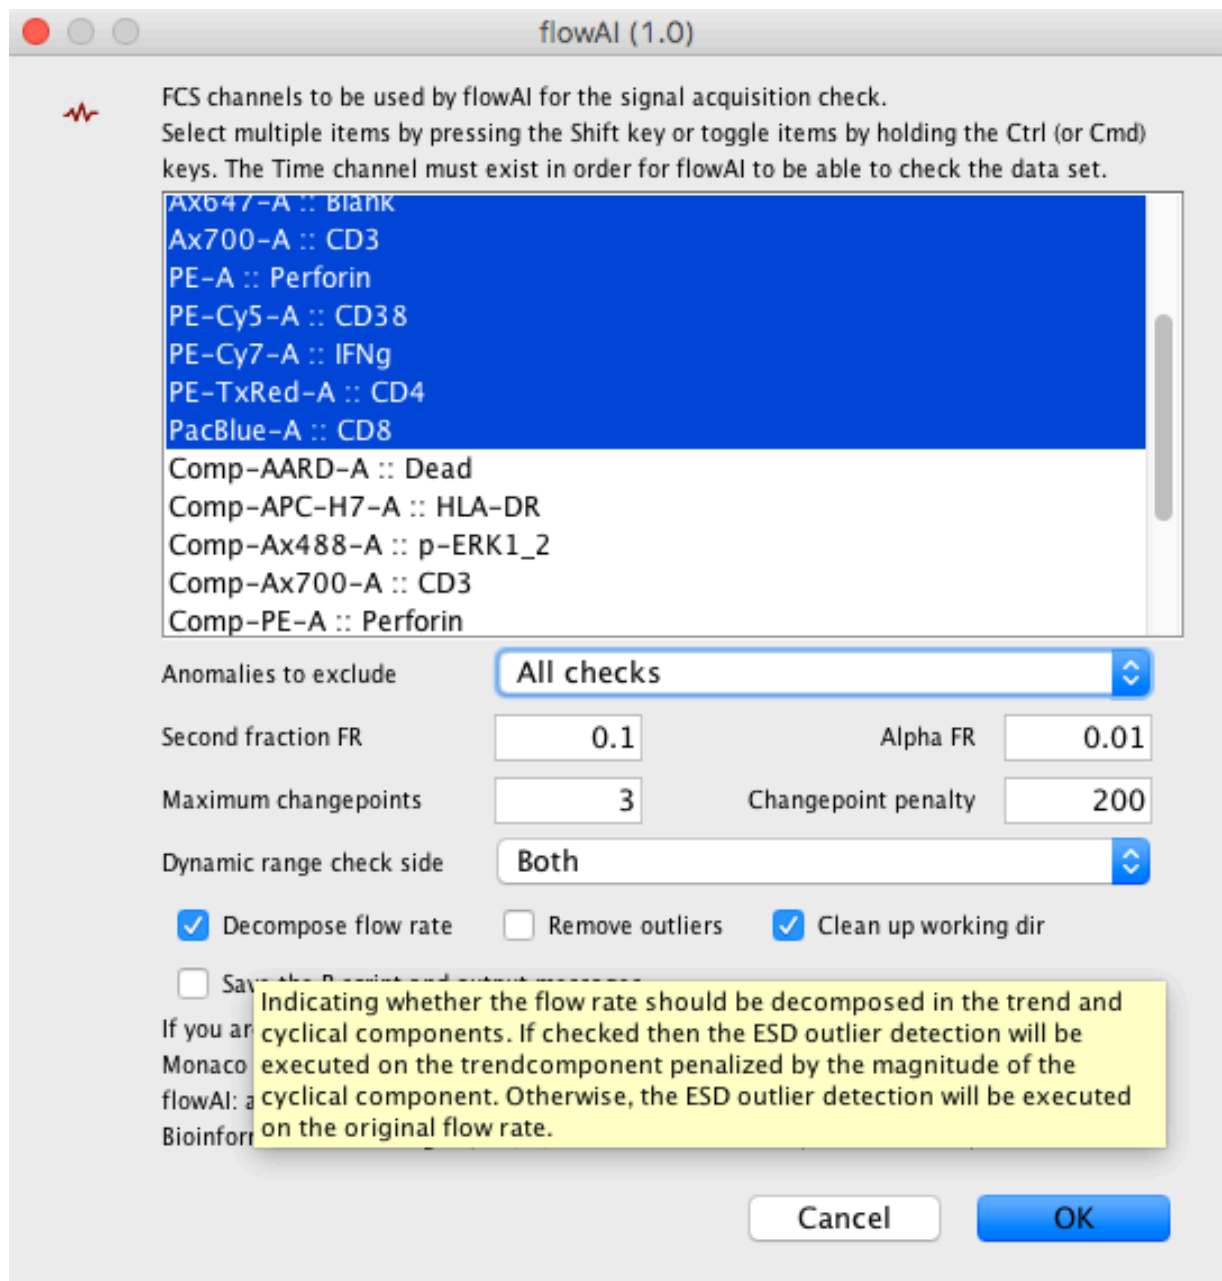 flowAI (1.0)
FCS channels to be used by flowAI for the signal acquisition check.
Select multiple items by pressing the Shift key or toggle items by holding the Ctrl (or Cmd)
keys. The Time channel must exist in order for flowAI to be able to check the data set.
Ax647-A :: Blank
Ax700-A :: CD3
PE-A :: Perforin
PE-Cy5-A :: CD38
PE-Cy7-A :: IFNg
PE-TxRed-A :: CD4
PacBlue-A :: CD8
Comp-AARD-A :: Dead
Comp-APC-H7-A :: HLA-DR
Comp-Ax488-A :: p-ERK1_2
Comp-Ax700-A :: CD3
Comp-PE-A :: Perforin
Anomalies to exclude All checks
Second fraction FR 0.1 Alpha FR 0.01
Maximum changepoints 3 Changepoint penalty 200
Dynamic range check side Both
Decompose flow rate Remove outliers Clean up working dir
If you
Monaco
flowAI:
Indicating whether the flow rate should be decomposed in the trend and
cyclical components. If checked then the ESD outlier detection will be
executed on the trendcomponent penalized by the magnitude of the
cyclical component. Otherwise, the ESD outlier detection will be executed
on the original flow rate.
Cancel OK